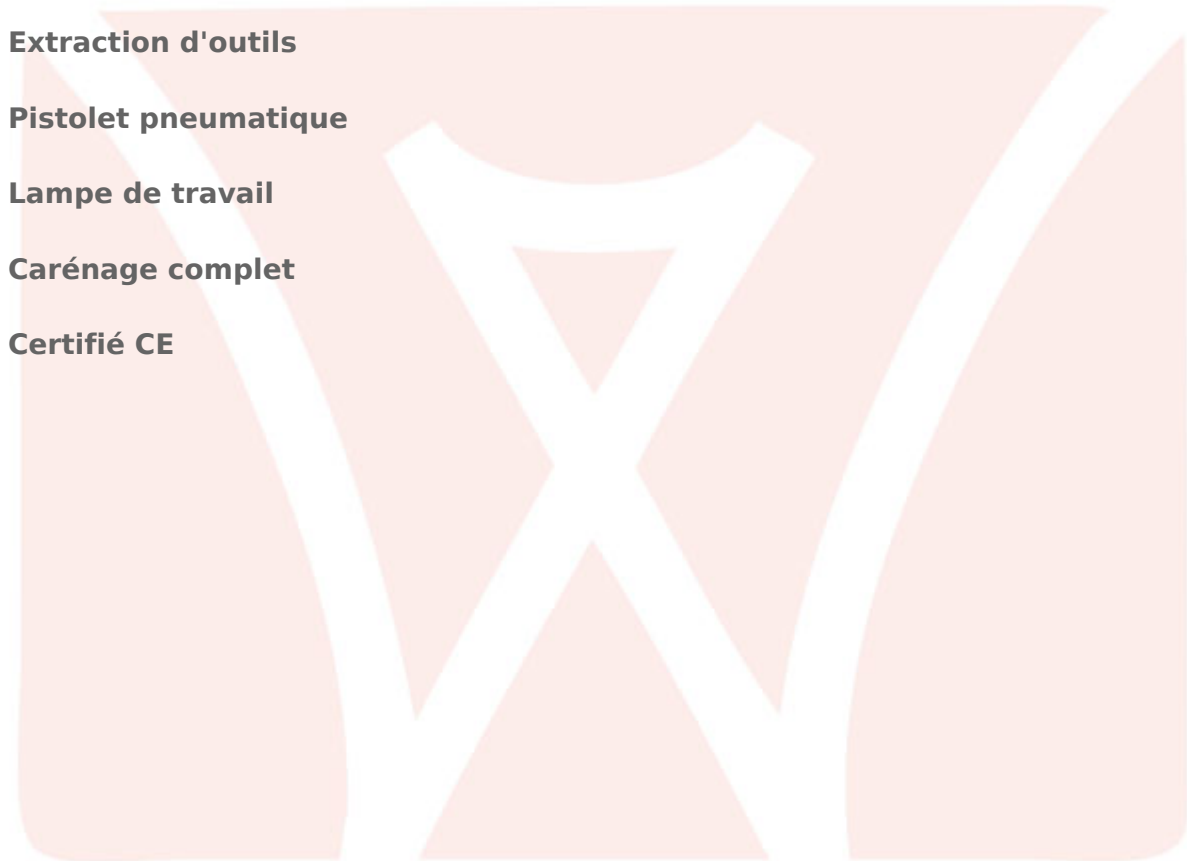 Extraction d'outils
Pistolet pneumatique
Lampe de travail
Carénage complet
Certifié CE